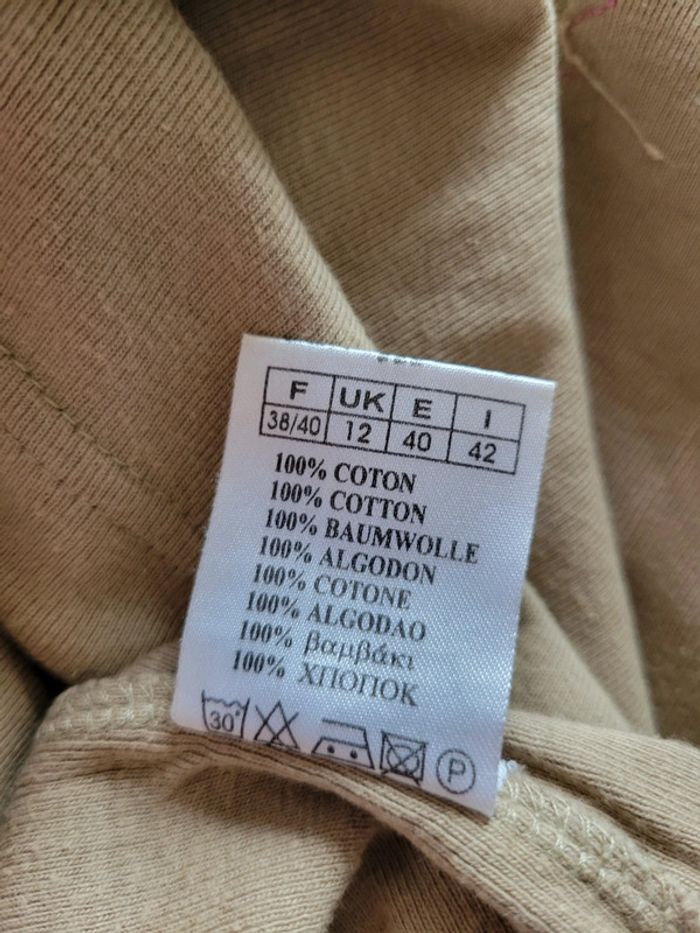 F UK E I
38/40 12 40 42
100% COTON
100% COTTON
100% BAUMWOLLE
100% ALGODON
100% COTONE
100% ALGODAO
100% βαμβάκι
100% ΧΠΟΠΟΚ
30° P